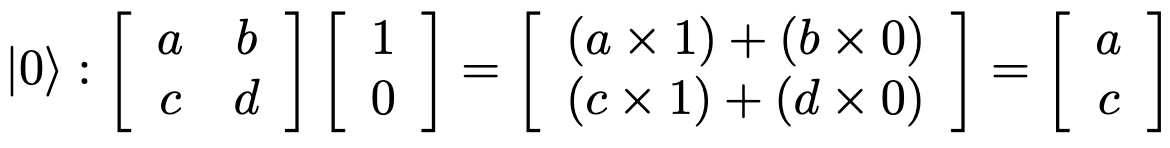 |0⟩ : [ a b ; c d ] [ 1 ; 0 ] = [ (a × 1) + (b × 0) ; (c × 1) + (d × 0) ] = [ a ; c ]